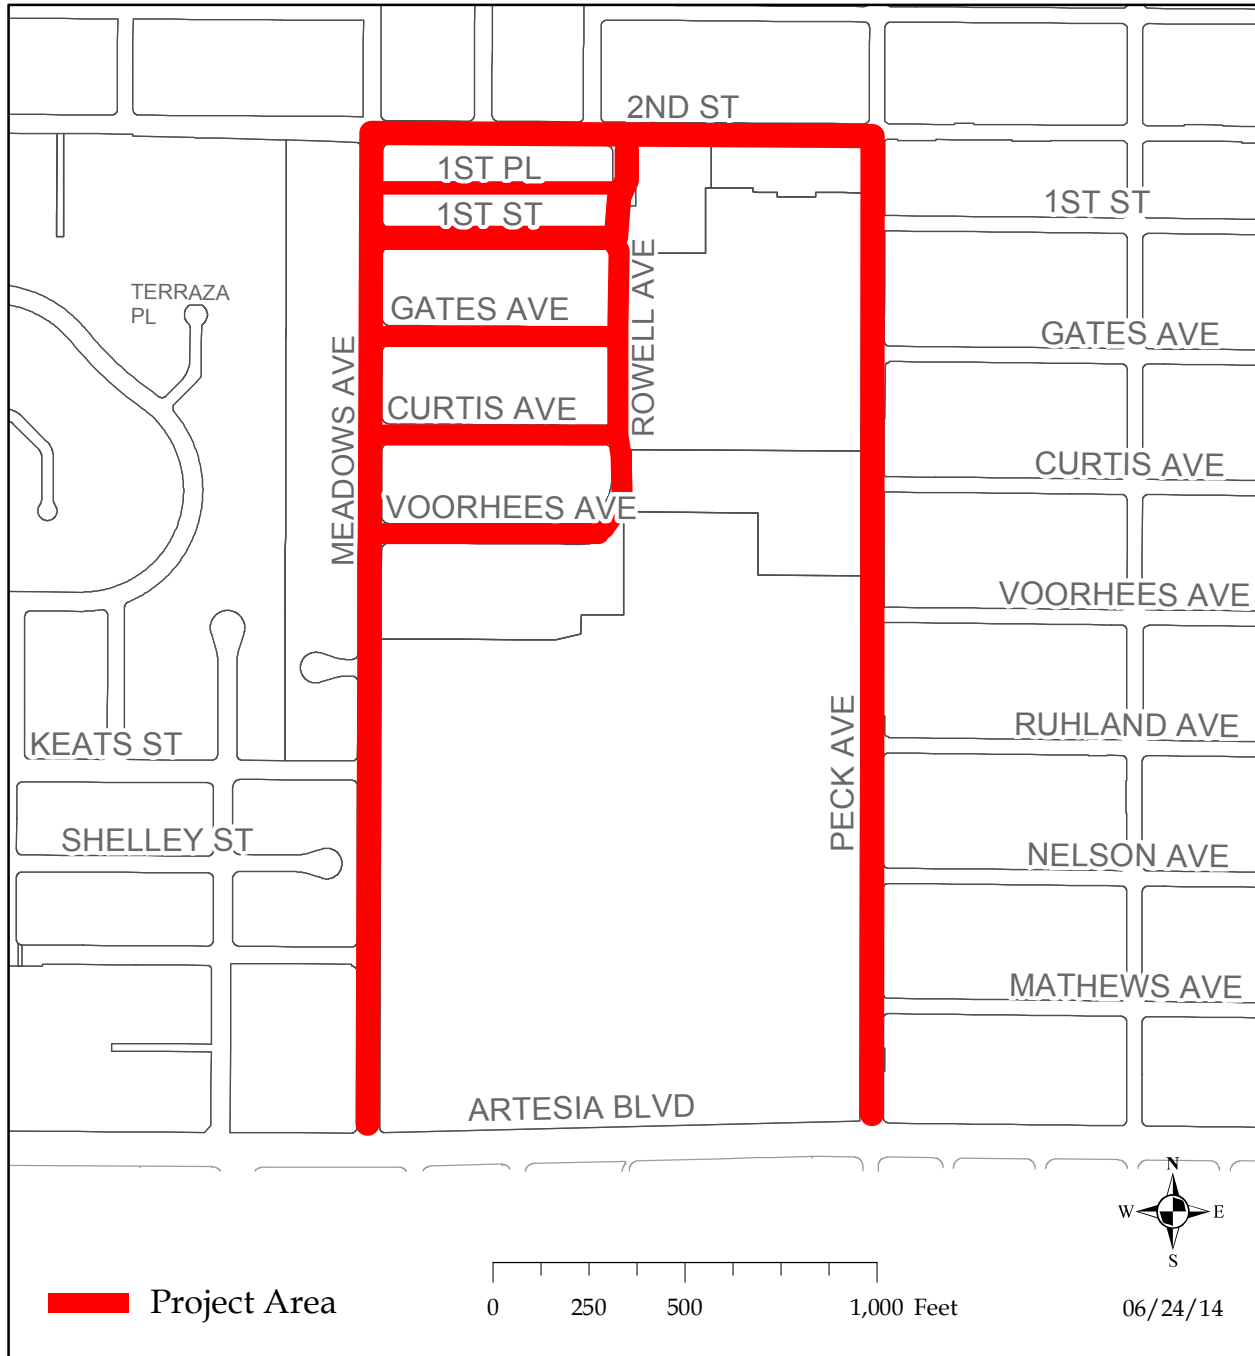 2ND ST
1ST PL
1ST ST
1ST ST
TERRAZA
PL
GATES AVE
GATES AVE
MEADOWS AVE
ROWELL AVE
CURTIS AVE
CURTIS AVE
VOORHEES AVE
VOORHEES AVE
KEATS ST
PECK AVE
RUHLAND AVE
SHELLEY ST
NELSON AVE
MATHEWS AVE
ARTESIA BLVD
N
W E
S
Project Area
0 250 500 1,000 Feet
06/24/14